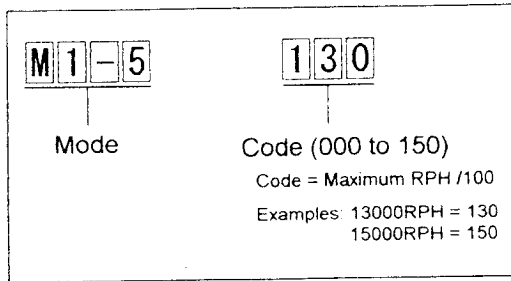 M1-5 130
Mode Code (000 to 150)
Code = Maximum RPH /100
Examples: 13000RPH = 130
15000RPH = 150